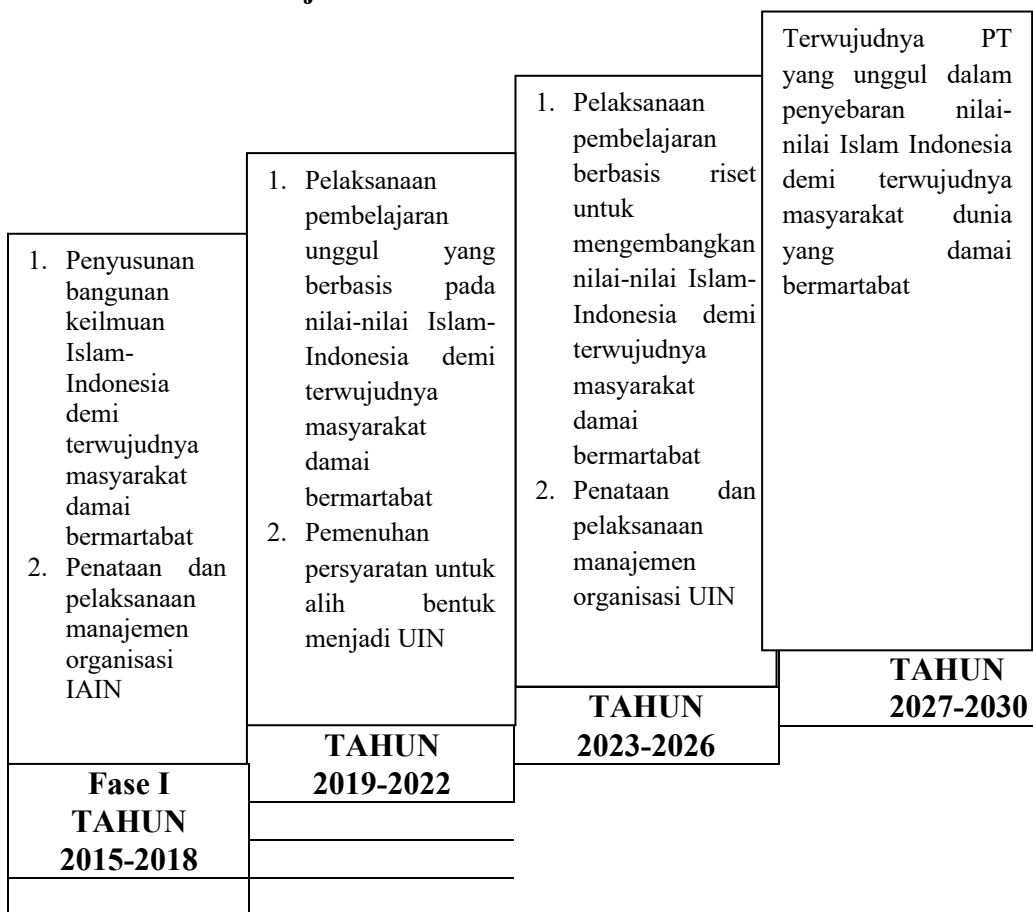 1. Penyusunan
bangunan
keilmuan
Islam-
Indonesia
demi
terwujudnya
masyarakat
damai
bermartabat
2. Penataan dan
pelaksanaan
manajemen
organisasi
IAIN
Fase I
TAHUN
2015-2018
1. Pelaksanaan
pembelajaran
unggul yang
berbasis pada
nilai-nilai Islam-
Indonesia demi
terwujudnya
masyarakat
damai
bermartabat
2. Pemenuhan
persyaratan untuk
alih bentuk
menjadi UIN
TAHUN
2019-2022
1. Pelaksanaan
pembelajaran
berbasis riset
untuk
mengembangkan
nilai-nilai Islam-
Indonesia demi
terwujudnya
masyarakat
damai
bermartabat
2. Penataan dan
pelaksanaan
manajemen
organisasi UIN
TAHUN
2023-2026
Terwujudnya PT
yang unggul dalam
penyebaran nilai-
nilai Islam Indonesia
demi terwujudnya
masyarakat dunia
yang damai
bermartabat
TAHUN
2027-2030